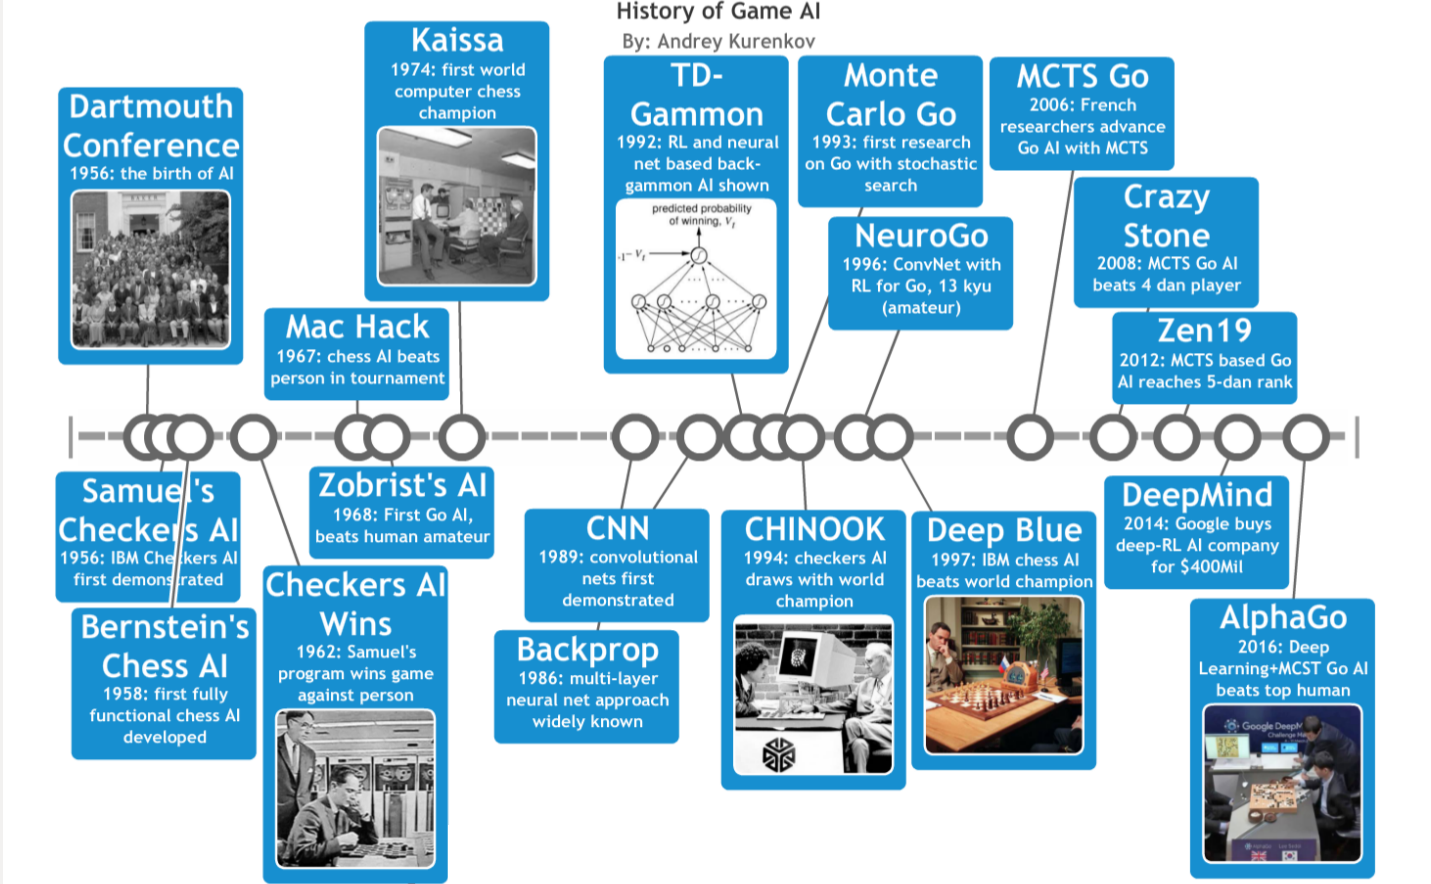 History of Game AI
By: Andrey Kurenkov
Dartmouth
Conference
1956: the birth of AI
Kaissa
1974: first world
computer chess
champion
Mac Hack
1967: chess AI beats
person in tournament
TD-
Gammon
1992: RL and neural
net based back-
gammon AI shown
predicted probability
of winning, Vt
Monte
Carlo Go
1993: first research
on Go with stochastic
search
NeuroGo
1996: ConvNet with
RL for Go, 13 kyu
(amateur)
MCTS Go
2006: French
researchers advance
Go AI with MCTS
Crazy
Stone
2008: MCTS Go AI
beats 4 dan player
Zen19
2012: MCTS based Go
AI reaches 5-dan rank
Samuel's
Checkers AI
1956: IBM Checkers AI
first demonstrated
Bernstein's
Chess AI
1958: first fully
functional chess AI
developed
Checkers AI
Wins
1962: Samuel's
program wins game
against person
Zobrist's AI
1968: First Go AI,
beats human amateur
CNN
1989: convolutional
nets first
demonstrated
Backprop
1986: multi-layer
neural net approach
widely known
CHINOOK
1994: checkers AI
draws with world
champion
Deep Blue
1997: IBM chess AI
beats world champion
DeepMind
2014: Google buys
deep-RL AI company
for $400Mil
AlphaGo
2016: Deep
Learning+MCST Go AI
beats top human
Google DeepM